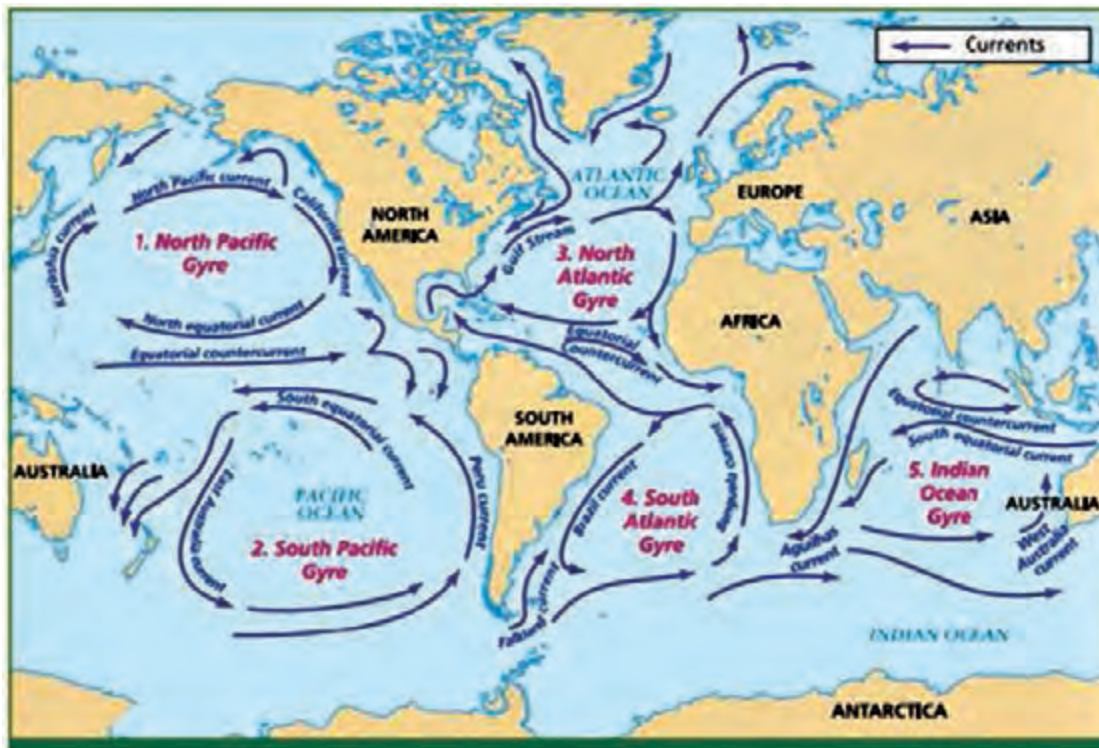 Currents
North Pacific current
California current
Kuroshio current
1. North Pacific
Gyre
North equatorial current
Equatorial countercurrent
NORTH
AMERICA
ATLANTIC
OCEAN
Gulf Stream
3. North
Atlantic
Gyre
Equatorial
countercurrent
EUROPE
ASIA
AFRICA
SOUTH
AMERICA
South equatorial
current
AUSTRALIA
East Australian
current
PACIFIC
OCEAN
2. South Pacific
Gyre
Peru current
Brazil current
4. South
Atlantic
Gyre
Benguela current
Falkland current
Agulhas
current
Equatorial countercurrent
South equatorial
current
5. Indian
Ocean
Gyre
AUSTRALIA
West
Australia
current
INDIAN OCEAN
ANTARCTICA